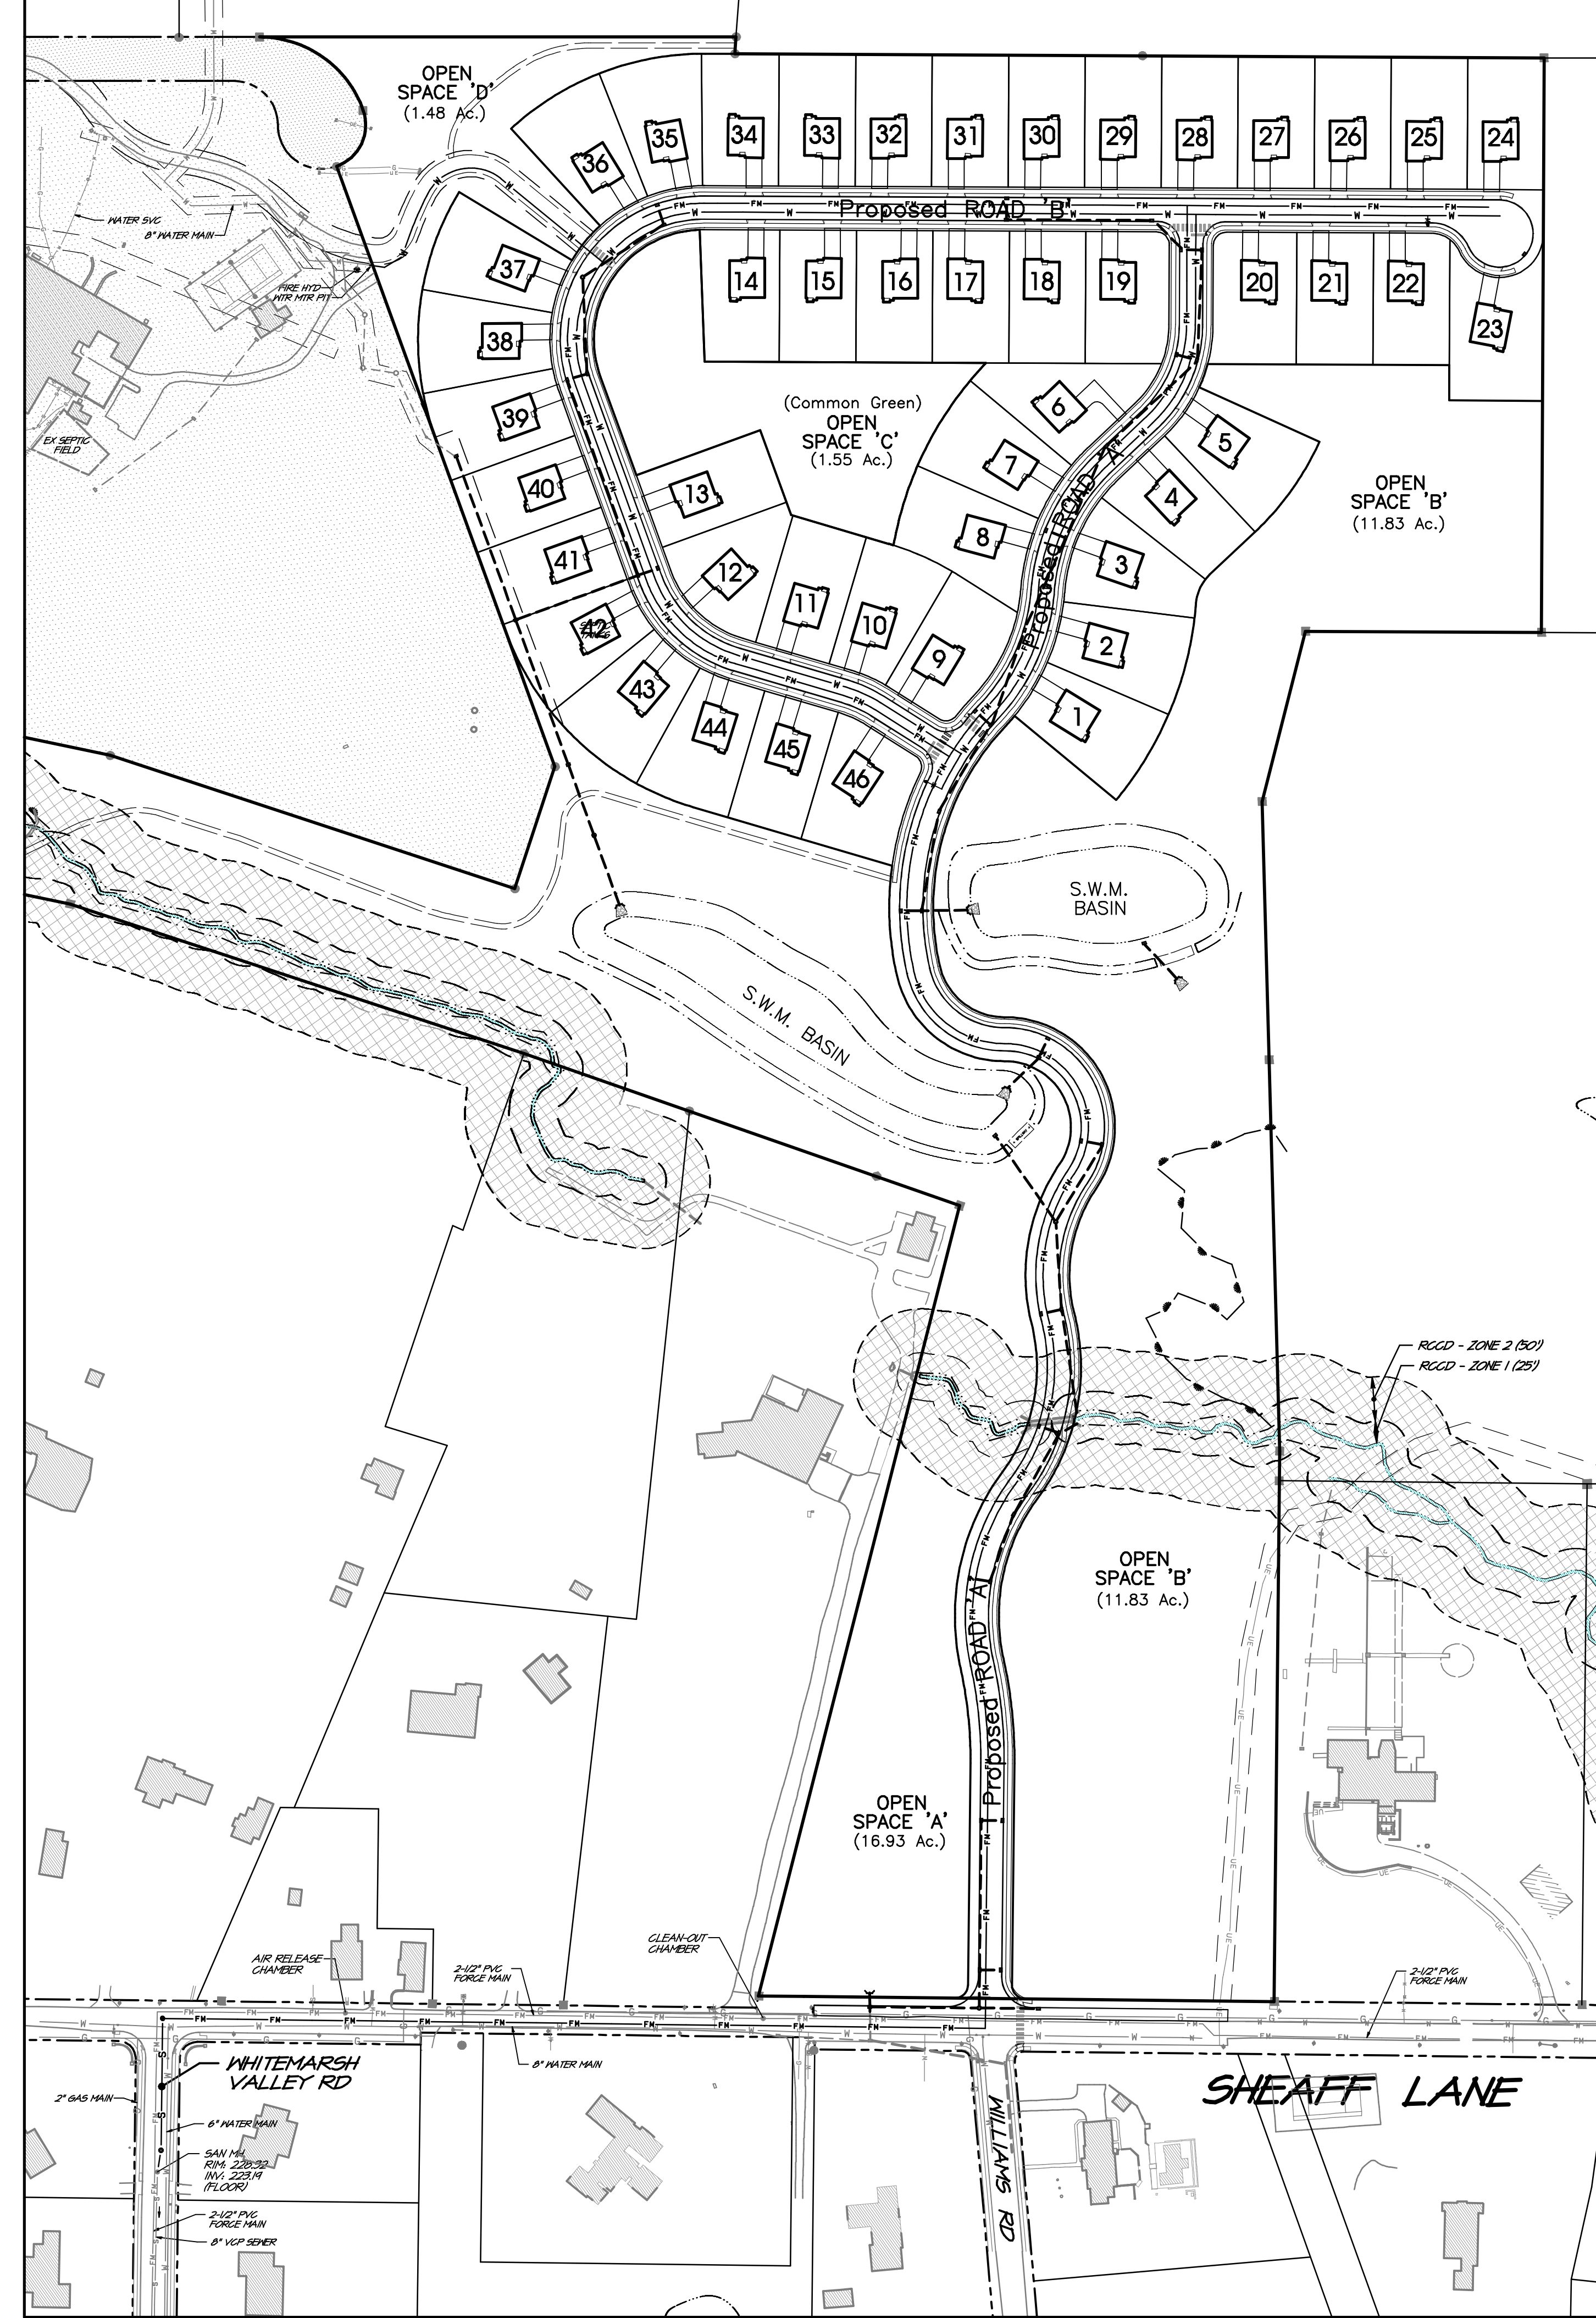 OPEN
SPACE 'D'
(1.48 Ac.)
36
35
34
33
32
31
30
29
28
27
26
25
24
WATER SVC
8" WATER MAIN
Proposed ROAD 'B'
FIRE HYD
WTR MTR PIT
37
14
15
16
17
18
19
20
21
22
23
38
39
40
41
42
SEPTIC
TANKS
43
44
45
46
13
12
11
10
9
8
7
6
5
4
3
2
1
(Common Green)
OPEN
SPACE 'C'
(1.55 Ac.)
EX SEPTIC
FIELD
Proposed ROAD 'A'
OPEN
SPACE 'B'
(11.83 Ac.)
S.W.M.
BASIN
S.W.M. BASIN
RCCD - ZONE 2 (50')
RCCD - ZONE 1 (25')
OPEN
SPACE 'B'
(11.83 Ac.)
Proposed ROAD 'A'
OPEN
SPACE 'A'
(16.93 Ac.)
AIR RELEASE
CHAMBER
2-1/2" PVC
FORCE MAIN
CLEAN-OUT
CHAMBER
2-1/2" PVC
FORCE MAIN
8" WATER MAIN
WHITEMARSH
VALLEY RD
2" GAS MAIN
6" WATER MAIN
SAN MH
RIM: 228.32
INV: 223.19
(FLOOR)
2-1/2" PVC
FORCE MAIN
8" VCP SEWER
WILLIAMS RD
SHEAFF LANE